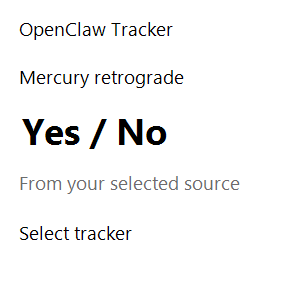 OpenClaw Tracker
Mercury retrograde
Yes / No
From your selected source
Select tracker